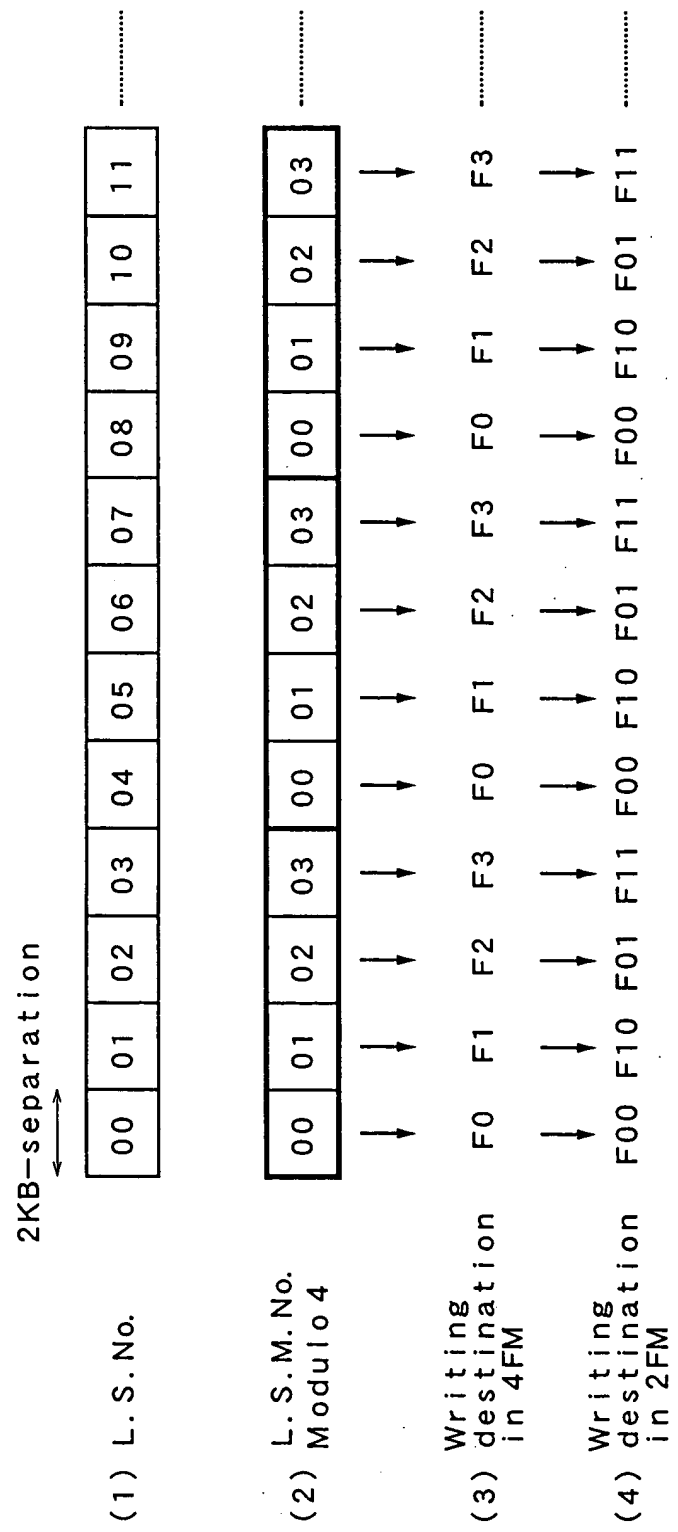 2KB-separation
(1) L.S.No. 00 01 02 03 04 05 06 07 08 09 10 11
(2) L.S.M.No. Modulo4 00 01 02 03 00 01 02 03 00 01 02 03
(3) Writing destination in 4FM F0 F1 F2 F3 F0 F1 F2 F3 F0 F1 F2 F3
(4) Writing destination in 2FM F00 F10 F01 F11 F00 F10 F01 F11 F00 F10 F01 F11